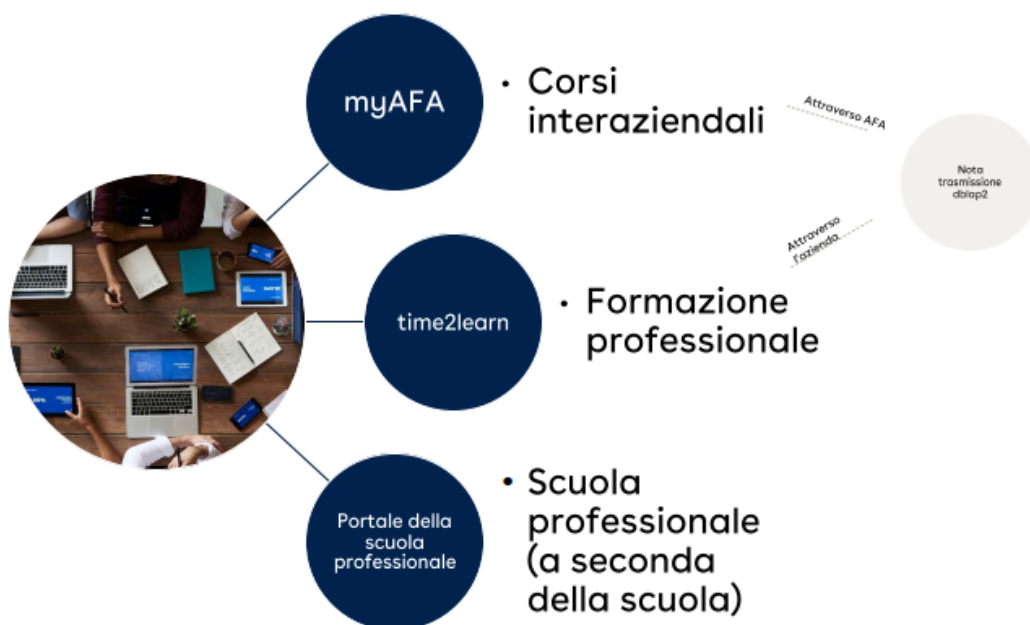 myAFA
• Corsi
interaziendali
Attraverso AFA
Nota
trasmissione
dblap2
Attraverso
l'azienda
time2learn
• Formazione
professionale
Portale della
scuola
professionale
• Scuola
professionale
(a seconda
della scuola)